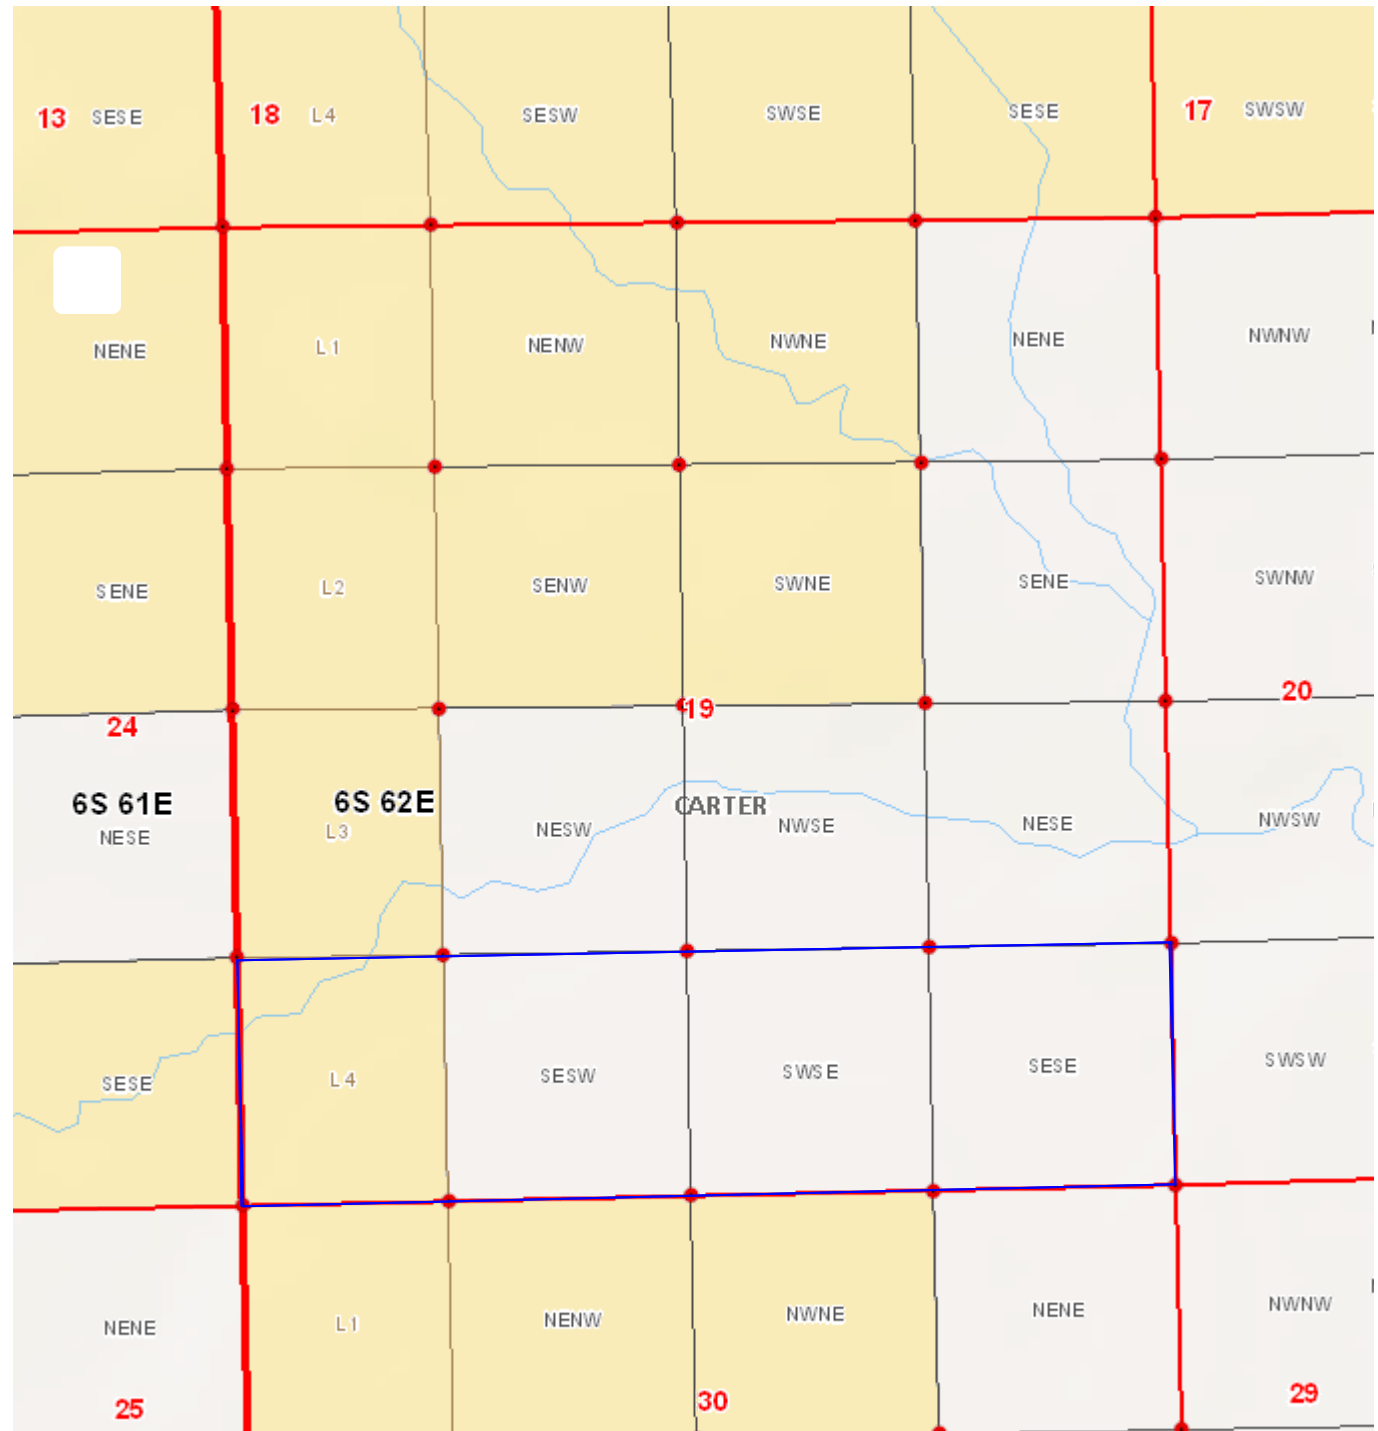 13 SESE 18 L4 SESW SWSE SESE 17 SWSW
NENE L1 NENW NWNE NENE NWNW
SENE L2 SENW SWNE SENE SWNW
24 19 20
6S 61E 6S 62E CARTER
NESE L3 NESW NWSE NESE NWSW
SESE L4 SESW SWSE SESE SWSW
NENE L1 NENW NWNE NENE NWNW
25 30 29